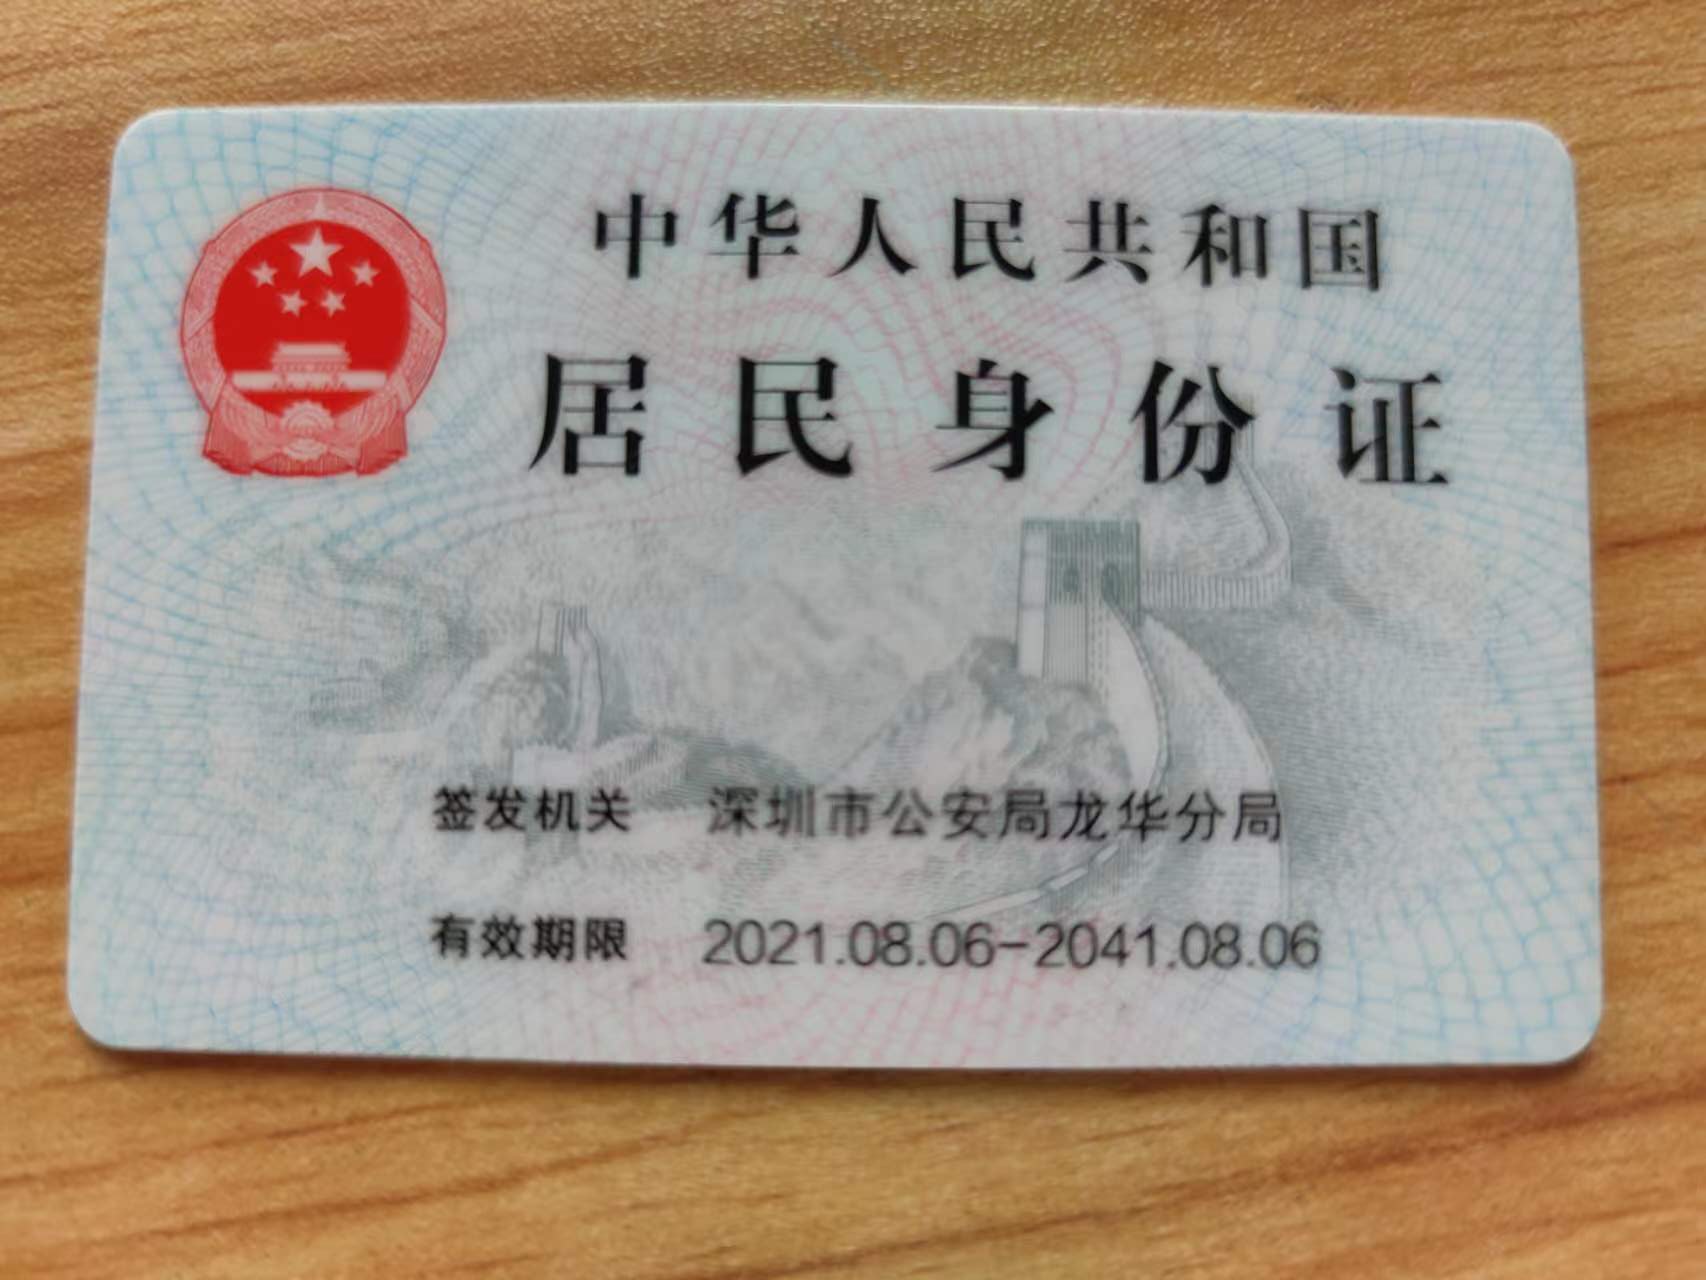 中华人民共和国
居民身份证
签发机关 深圳市公安局龙华分局
有效期限 2021.08.06-2041.08.06